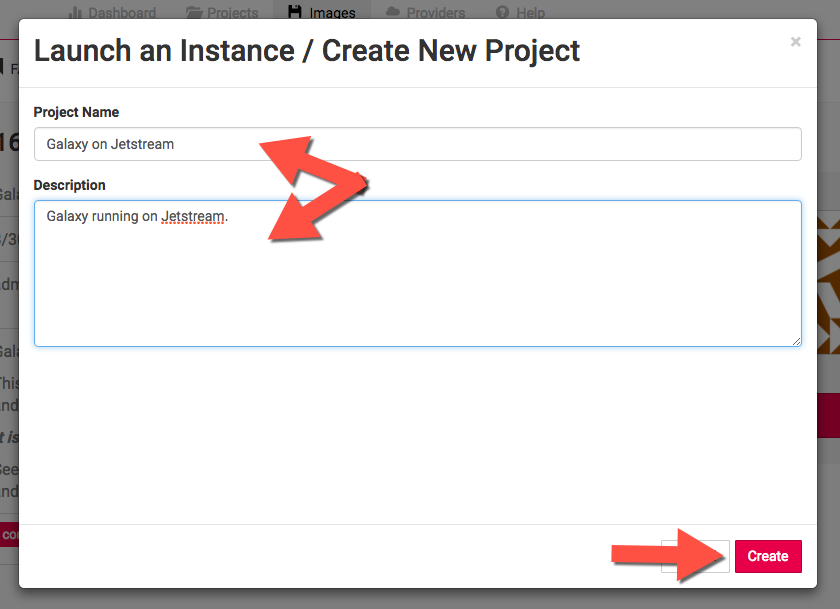 Dashboard Projects Images Providers Help
Launch an Instance / Create New Project
×
Project Name
Galaxy on Jetstream
Description
Galaxy running on Jetstream.
Create